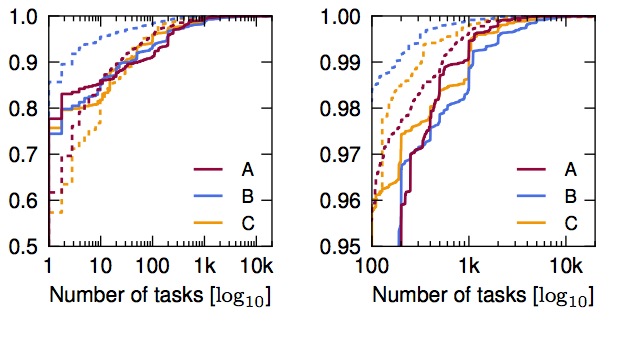 1.0
0.9
0.8
0.7
0.6
0.5
1 10 100 1k 10k
Number of tasks [log10]
A
B
C
1.00
0.99
0.98
0.97
0.96
0.95
100 1k 10k
Number of tasks [log10]
A
B
C